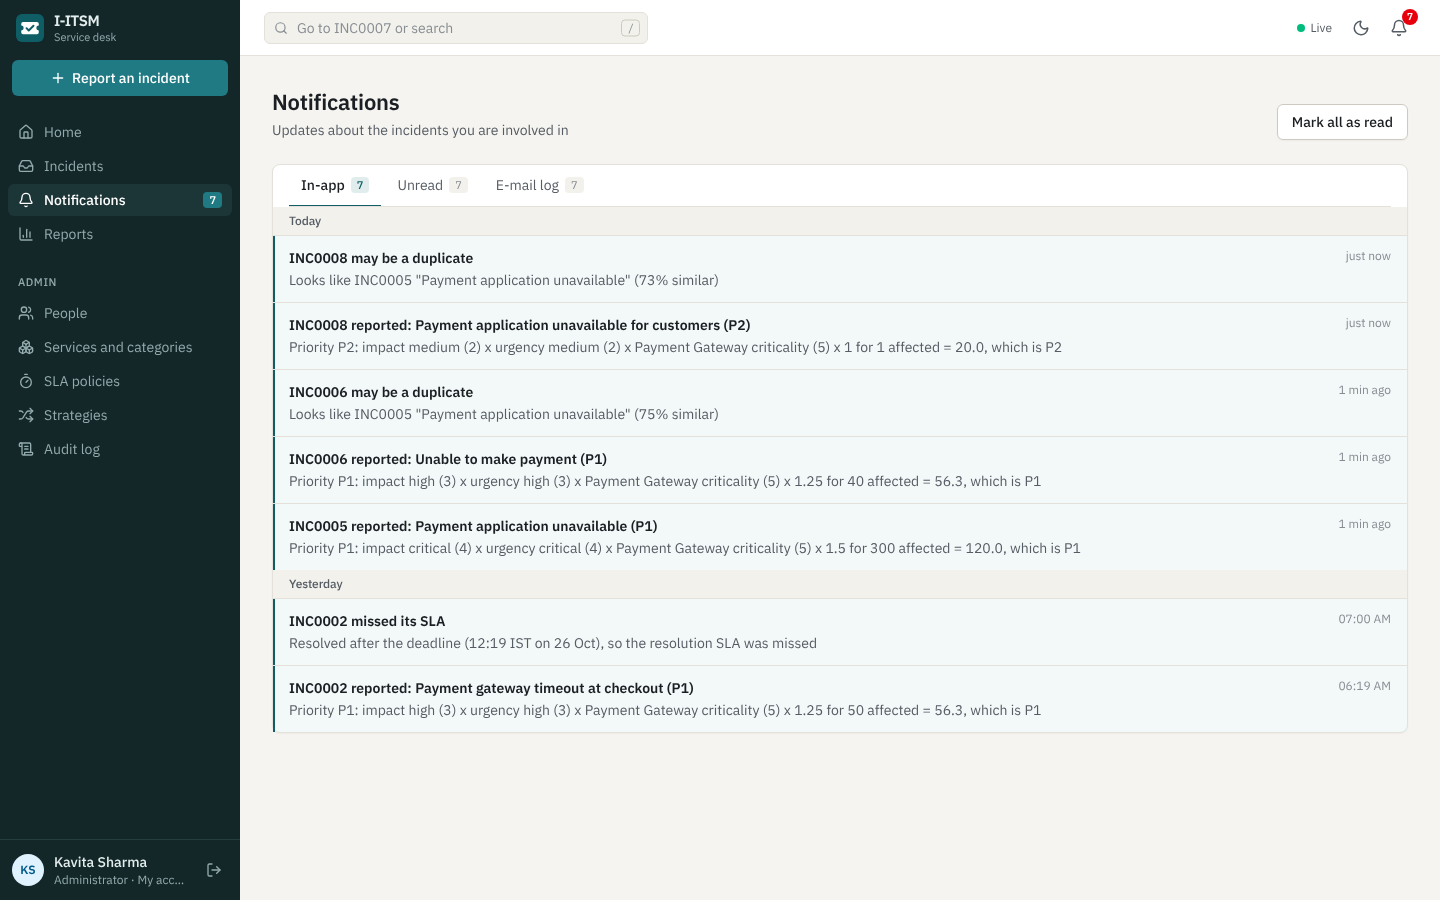 I-ITSM
Service desk
Report an incident
Home
Incidents
Notifications 7
Reports
ADMIN
People
Services and categories
SLA policies
Strategies
Audit log
KS
Kavita Sharma
Administrator · My acc...
Go to INC0007 or search /
Live
7
Notifications
Updates about the incidents you are involved in
Mark all as read
In-app 7 Unread 7 E-mail log 7
Today
INC0008 may be a duplicate just now
Looks like INC0005 "Payment application unavailable" (73% similar)
INC0008 reported: Payment application unavailable for customers (P2) just now
Priority P2: impact medium (2) x urgency medium (2) x Payment Gateway criticality (5) x 1 for 1 affected = 20.0, which is P2
INC0006 may be a duplicate 1 min ago
Looks like INC0005 "Payment application unavailable" (75% similar)
INC0006 reported: Unable to make payment (P1) 1 min ago
Priority P1: impact high (3) x urgency high (3) x Payment Gateway criticality (5) x 1.25 for 40 affected = 56.3, which is P1
INC0005 reported: Payment application unavailable (P1) 1 min ago
Priority P1: impact critical (4) x urgency critical (4) x Payment Gateway criticality (5) x 1.5 for 300 affected = 120.0, which is P1
Yesterday
INC0002 missed its SLA 07:00 AM
Resolved after the deadline (12:19 IST on 26 Oct), so the resolution SLA was missed
INC0002 reported: Payment gateway timeout at checkout (P1) 06:19 AM
Priority P1: impact high (3) x urgency high (3) x Payment Gateway criticality (5) x 1.25 for 50 affected = 56.3, which is P1